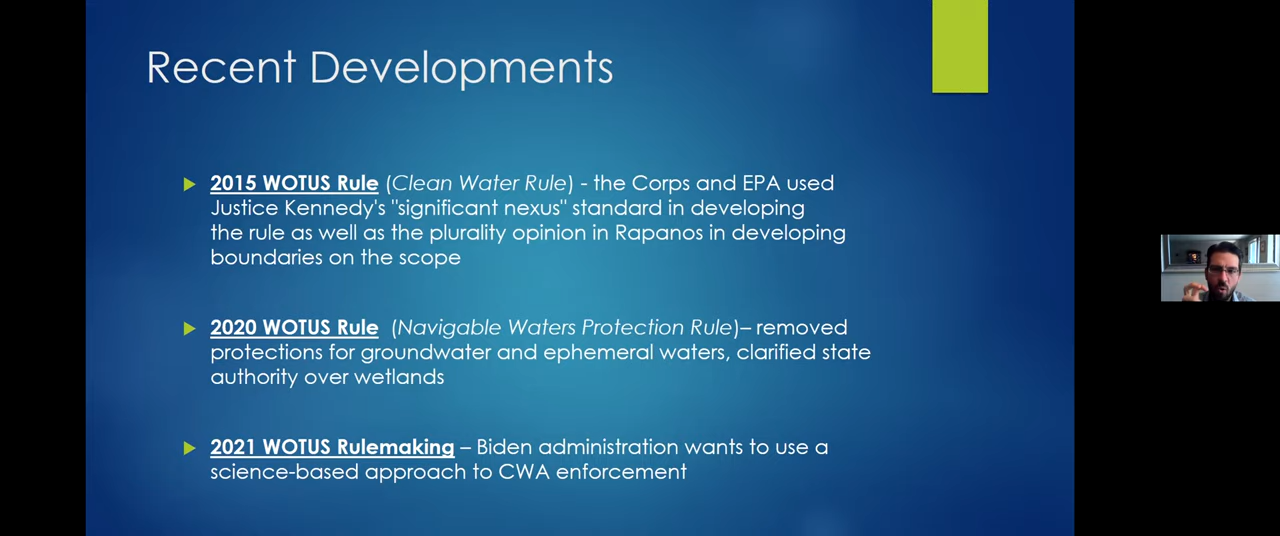 Recent Developments
2015 WOTUS Rule (Clean Water Rule) - the Corps and EPA used
Justice Kennedy's "significant nexus" standard in developing
the rule as well as the plurality opinion in Rapanos in developing
boundaries on the scope
2020 WOTUS Rule (Navigable Waters Protection Rule)– removed
protections for groundwater and ephemeral waters, clarified state
authority over wetlands
2021 WOTUS Rulemaking – Biden administration wants to use a
science-based approach to CWA enforcement